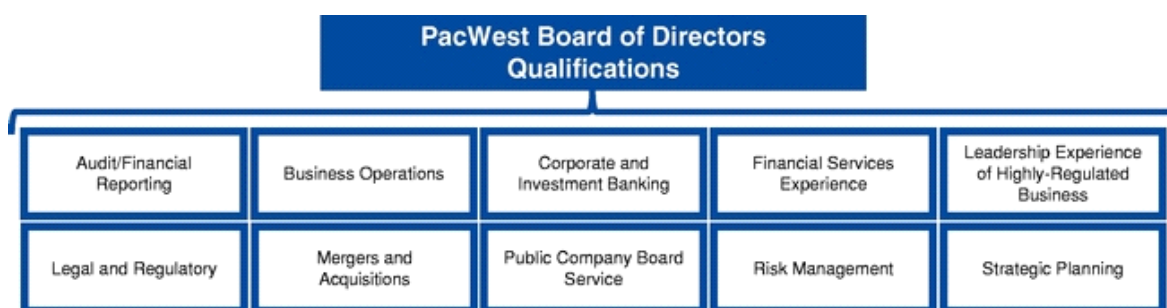 PacWest Board of Directors
Qualifications
Audit/Financial
Reporting
Business Operations
Corporate and
Investment Banking
Financial Services
Experience
Leadership Experience
of Highly-Regulated
Business
Legal and Regulatory
Mergers and
Acquisitions
Public Company Board
Service
Risk Management
Strategic Planning